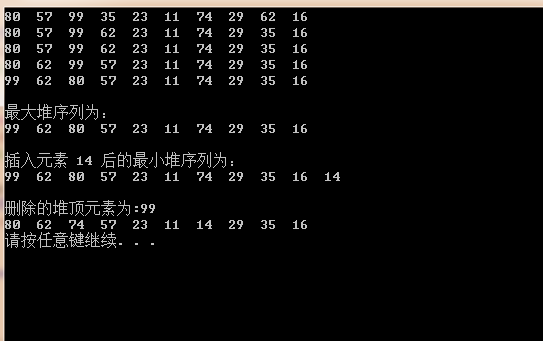 80 57 99 35 23 11 74 29 62 16
80 57 99 62 23 11 74 29 35 16
80 57 99 62 23 11 74 29 35 16
80 62 99 57 23 11 74 29 35 16
99 62 80 57 23 11 74 29 35 16
最大堆序列为:
99 62 80 57 23 11 74 29 35 16
插入元素 14 后的最小堆序列为:
99 62 80 57 23 11 74 29 35 16 14
删除的堆顶元素为:99
80 62 74 57 23 11 14 29 35 16
请按任意键继续. . .